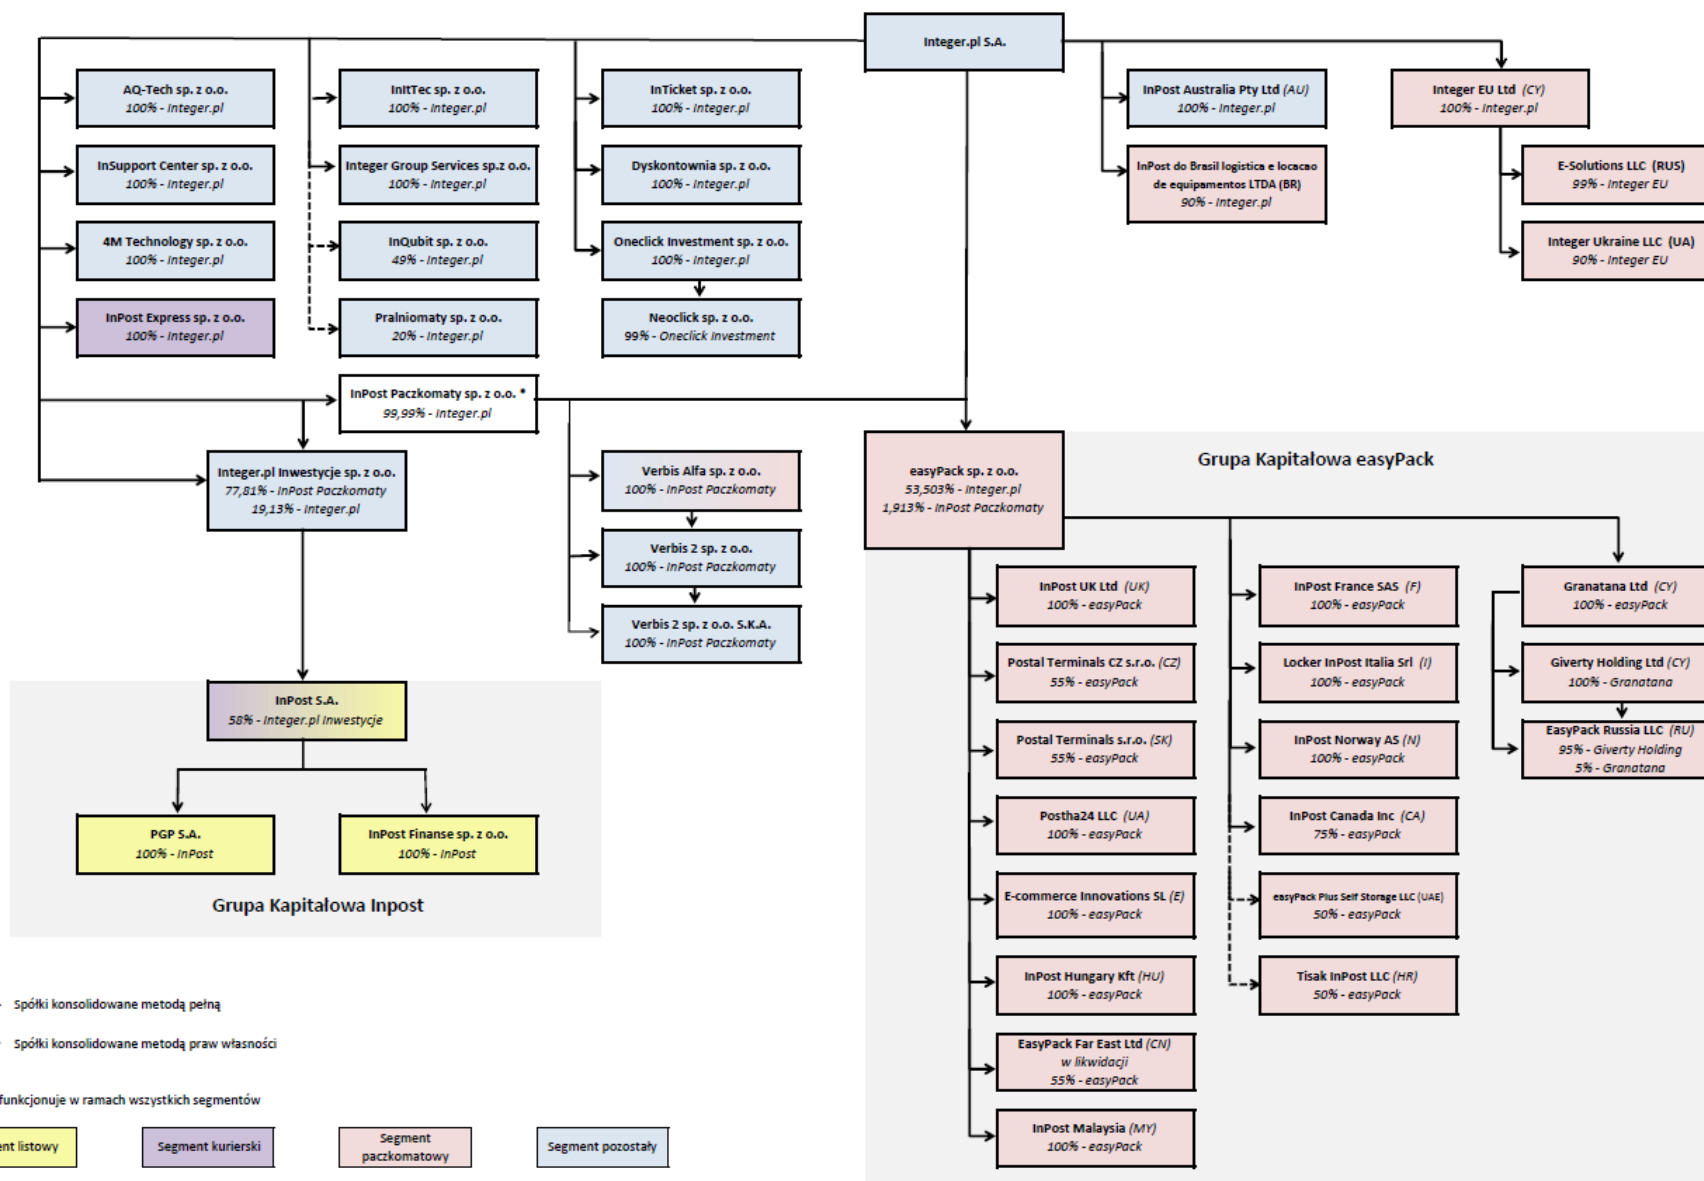 Integer.pl S.A.
AQ-Tech sp. z o.o.
100% - Integer.pl
InItTec sp. z o.o.
100% - Integer.pl
InTicket sp. z o.o.
100% - Integer.pl
InPost Australia Pty Ltd (AU)
100% - Integer.pl
Integer EU Ltd (CY)
100% - Integer.pl
InSupport Center sp. z o.o.
100% - Integer.pl
Integer Group Services sp.z o.o.
100% - Integer.pl
Dyskontownia sp. z o.o.
100% - Integer.pl
InPost do Brasil logistica e locacao
de equipamentos LTDA (BR)
90% - Integer.pl
E-Solutions LLC (RUS)
99% - Integer EU
4M Technology sp. z o.o.
100% - Integer.pl
InQubit sp. z o.o.
49% - Integer.pl
Oneclick Investment sp. z o.o.
100% - Integer.pl
Integer Ukraine LLC (UA)
90% - Integer EU
InPost Express sp. z o.o.
100% - Integer.pl
Pralniomaty sp. z o.o.
20% - Integer.pl
Neoclick sp. z o.o.
99% - Oneclick Investment
InPost Paczkomaty sp. z o.o. *
99,99% - Integer.pl
Integer.pl Inwestycje sp. z o.o.
77,81% - InPost Paczkomaty
19,13% - Integer.pl
Verbis Alfa sp. z o.o.
100% - InPost Paczkomaty
Verbis 2 sp. z o.o.
100% - InPost Paczkomaty
Verbis 2 sp. z o.o. S.K.A.
100% - InPost Paczkomaty
InPost S.A.
58% - Integer.pl Inwestycje
PGP S.A.
100% - InPost
InPost Finanse sp. z o.o.
100% - InPost
Grupa Kapitałowa Inpost
easyPack sp. z o.o.
53,503% - Integer.pl
1,913% - InPost Paczkomaty
Grupa Kapitałowa easyPack
InPost UK Ltd (UK)
100% - easyPack
InPost France SAS (F)
100% - easyPack
Granatana Ltd (CY)
100% - easyPack
Postal Terminals CZ s.r.o. (CZ)
55% - easyPack
Locker InPost Italia Srl (I)
100% - easyPack
Giverty Holding Ltd (CY)
100% - Granatana
Postal Terminals s.r.o. (SK)
55% - easyPack
InPost Norway AS (N)
100% - easyPack
EasyPack Russia LLC (RU)
95% - Giverty Holding
5% - Granatana
Postha24 LLC (UA)
100% - easyPack
InPost Canada Inc (CA)
75% - easyPack
E-commerce Innovations SL (E)
100% - easyPack
easyPack Plus Self Storage LLC (UAE)
50% - easyPack
InPost Hungary Kft (HU)
100% - easyPack
Tisak InPost LLC (HR)
50% - easyPack
EasyPack Far East Ltd (CN)
w likwidacji
55% - easyPack
InPost Malaysia (MY)
100% - easyPack
Spółki konsolidowane metodą pełną
Spółki konsolidowane metodą praw własności
funkcjonuje w ramach wszystkich segmentów
ent listowy
Segment kurierski
Segment
paczkomatowy
Segment pozostały